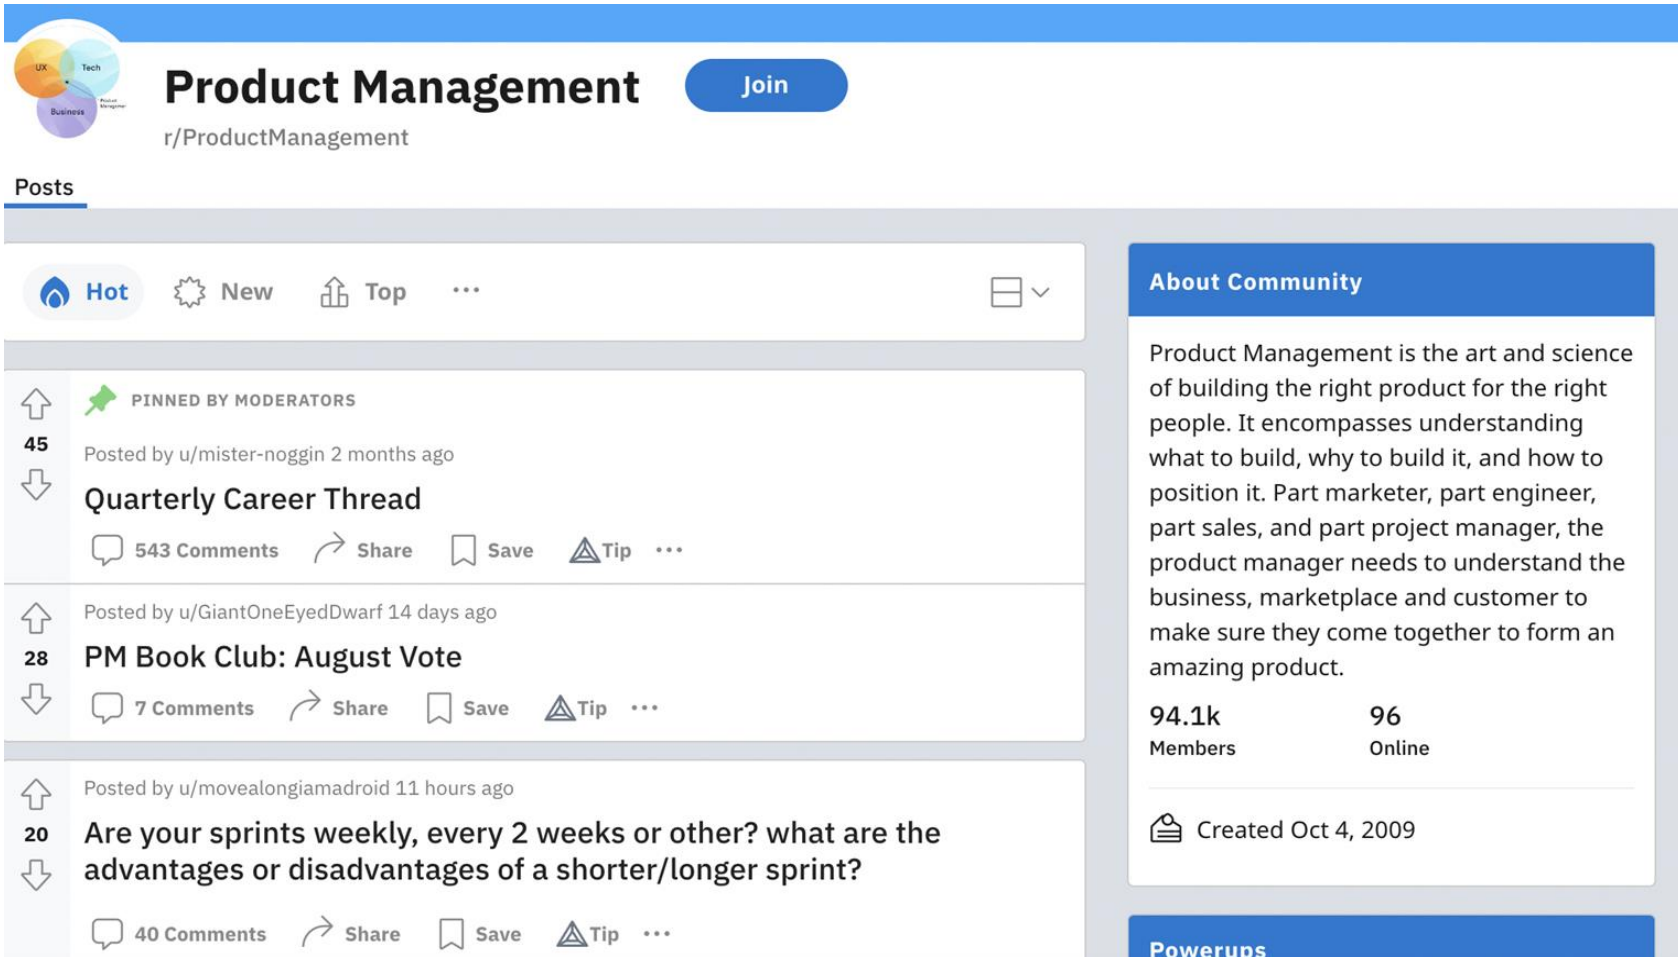 UX
Tech
Business
Product
Product Management
Join
r/ProductManagement
Posts
Hot
New
Top
PINNED BY MODERATORS
45
Posted by u/mister-noggin 2 months ago
Quarterly Career Thread
543 Comments
Share
Save
Tip
Posted by u/GiantOneEyedDwarf 14 days ago
28
PM Book Club: August Vote
7 Comments
Share
Save
Tip
Posted by u/movealongiamadroid 11 hours ago
20
Are your sprints weekly, every 2 weeks or other? what are the
advantages or disadvantages of a shorter/longer sprint?
40 Comments
Share
Save
Tip
About Community
Product Management is the art and science
of building the right product for the right
people. It encompasses understanding
what to build, why to build it, and how to
position it. Part marketer, part engineer,
part sales, and part project manager, the
product manager needs to understand the
business, marketplace and customer to
make sure they come together to form an
amazing product.
94.1k
Members
96
Online
Created Oct 4, 2009
Powerups